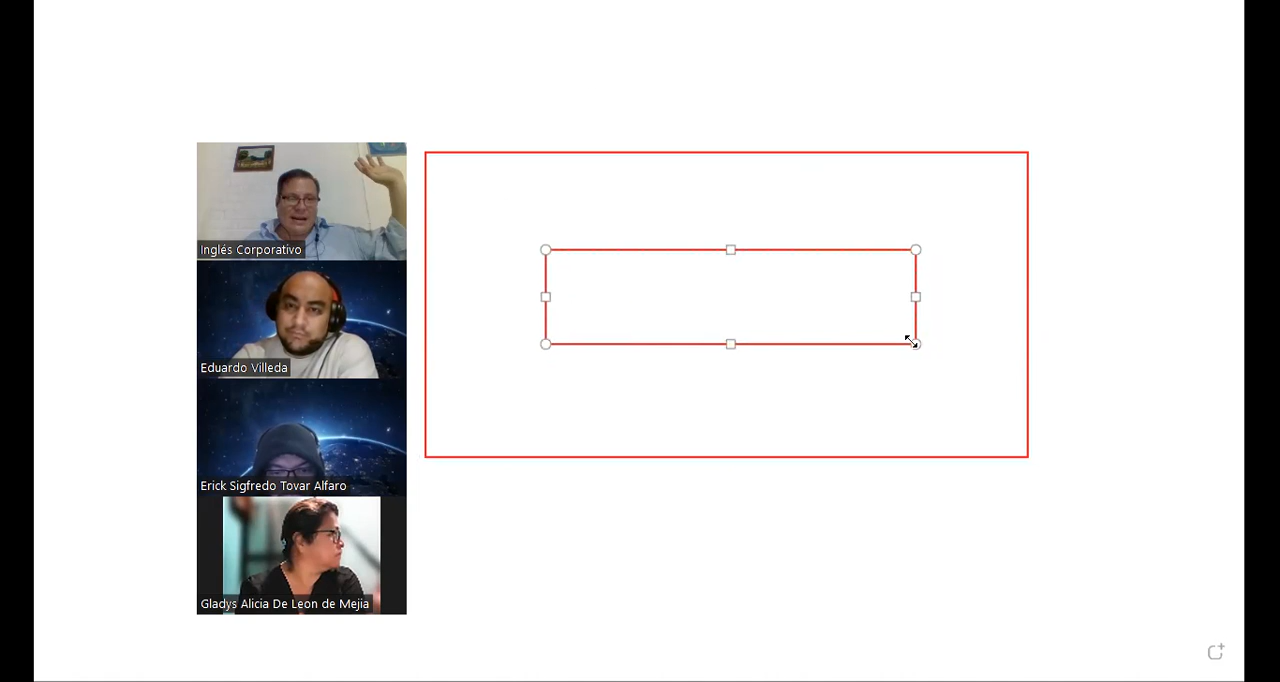 Inglés Corporativo
Eduardo Villeda
Erick Sigfredo Tovar Alfaro
Gladys Alicia De Leon de Mejia